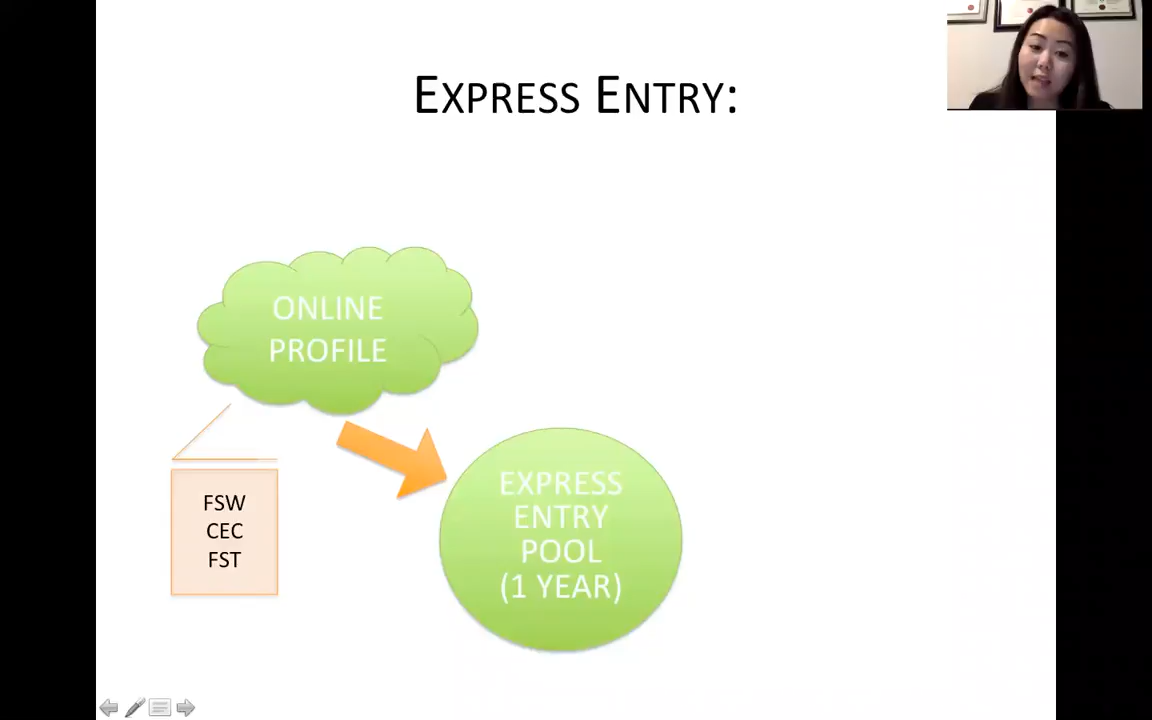 EXPRESS ENTRY:
ONLINE
PROFILE
FSW
CEC
FST
EXPRESS
ENTRY
POOL
(1 YEAR)